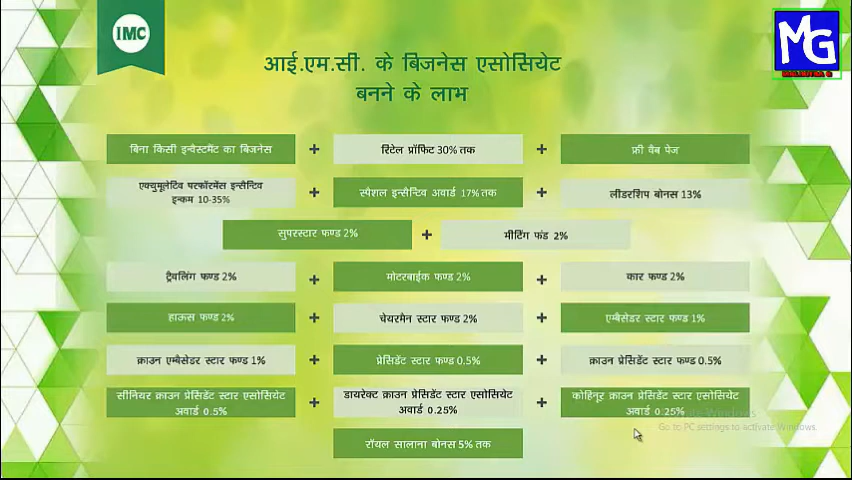 IMC
MG
आई.एम.सी. के बिजनेस एसोसियेट
बनने के लाभ
बिना किसी इन्वैस्टमैंट का बिजनेस + रिटेल प्रॉफिट 30% तक + फ्री वैब पेज
एक्युमूलेटिव परफॉरमेंस इन्सैन्टिव
इन्कम 10-35% + स्पैशल इन्सैन्टिव अवार्ड 17% तक + लीडरशिप बोनस 13%
सुपरस्टार फण्ड 2% + मीटिंग फंड 2%
ट्रैवलिंग फण्ड 2% + मोटरबाईक फण्ड 2% + कार फण्ड 2%
हाऊस फण्ड 2% + चेयरमैन स्टार फण्ड 2% + एम्बैसेडर स्टार फण्ड 1%
क्राउन एम्बैसेडर स्टार फण्ड 1% + प्रेसिडेंट स्टार फण्ड 0.5% + क्राउन प्रेसिडेंट स्टार फण्ड 0.5%
सीनियर क्राउन प्रेसिडेंट स्टार एसोसियेट
अवार्ड 0.5% +
डायरेक्ट क्राउन प्रेसिडेंट स्टार एसोसियेट
अवार्ड 0.25% +
कोहिनूर क्राउन प्रेसिडेंट स्टार एसोसियेट
अवार्ड 0.25%
Activate Windows
Go to PC settings to activate Windows.
रॉयल सालाना बोनस 5% तक